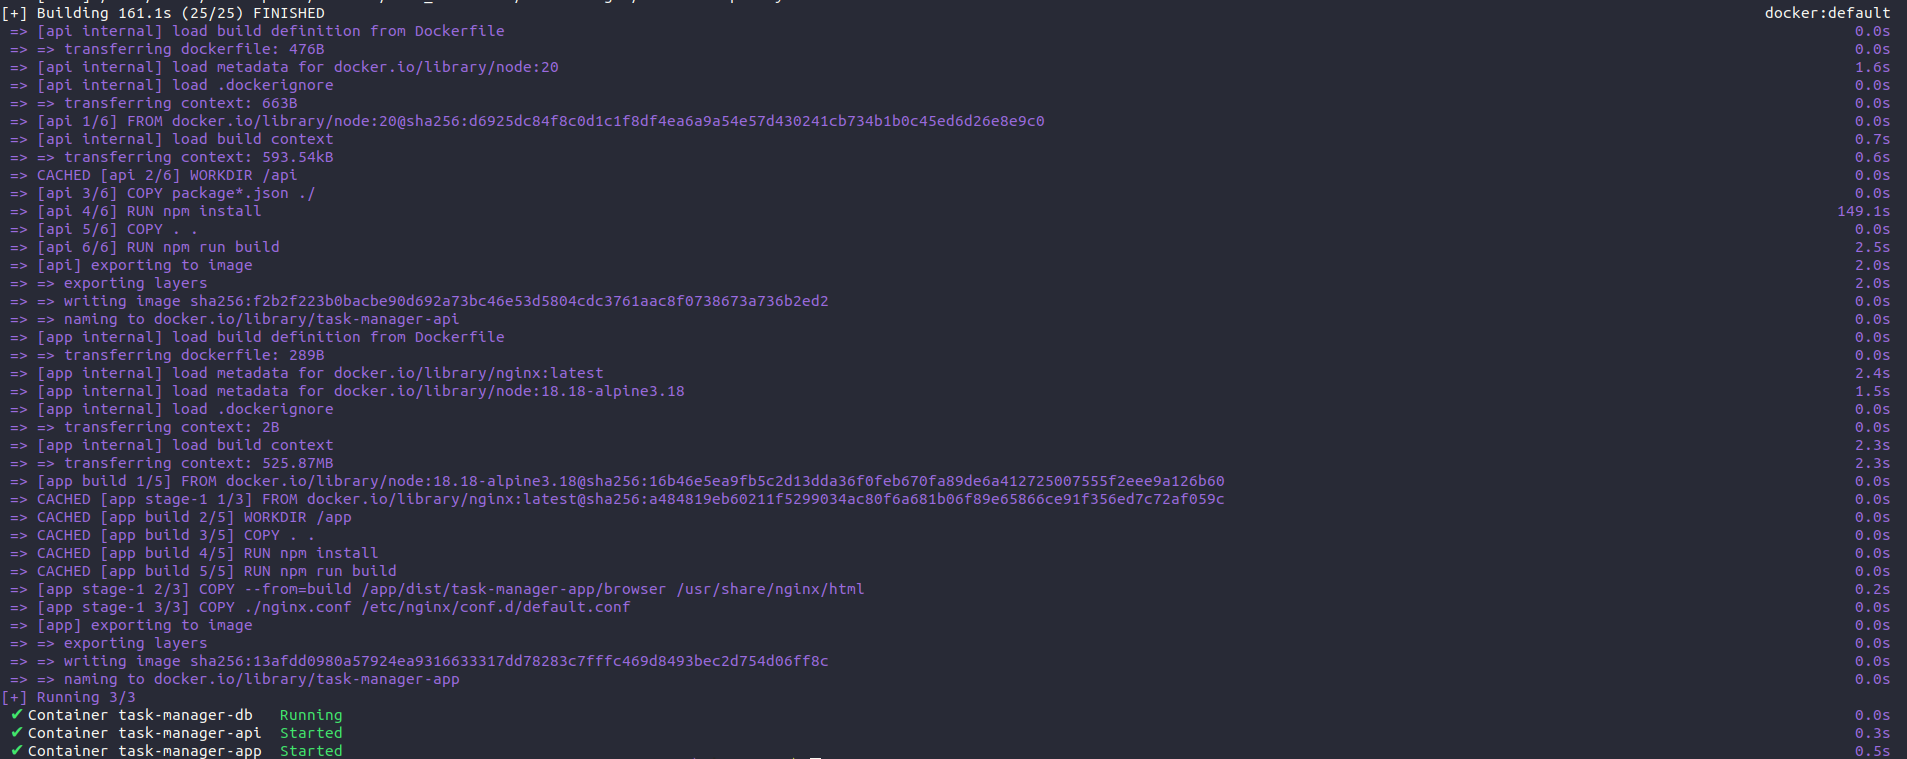 [+] Building 161.1s (25/25) FINISHED docker:default
=> [api internal] load build definition from Dockerfile 0.0s
=> => transferring dockerfile: 476B 0.0s
=> [api internal] load metadata for docker.io/library/node:20 1.6s
=> [api internal] load .dockerignore 0.0s
=> => transferring context: 663B 0.0s
=> [api 1/6] FROM docker.io/library/node:20@sha256:d6925dc84f8c0d1c1f8df4ea6a9a54e57d430241cb734b1b0c45ed6d26e8e9c0 0.0s
=> [api internal] load build context 0.7s
=> => transferring context: 593.54kB 0.6s
=> CACHED [api 2/6] WORKDIR /api 0.0s
=> [api 3/6] COPY package*.json ./ 0.0s
=> [api 4/6] RUN npm install 149.1s
=> [api 5/6] COPY . . 0.0s
=> [api 6/6] RUN npm run build 2.5s
=> [api] exporting to image 2.0s
=> => exporting layers 2.0s
=> => writing image sha256:f2b2f223b0bacbe90d692a73bc46e53d5804cdc3761aac8f0738673a736b2ed2 0.0s
=> => naming to docker.io/library/task-manager-api 0.0s
=> [app internal] load build definition from Dockerfile 0.0s
=> => transferring dockerfile: 289B 0.0s
=> [app internal] load metadata for docker.io/library/nginx:latest 2.4s
=> [app internal] load metadata for docker.io/library/node:18.18-alpine3.18 1.5s
=> [app internal] load .dockerignore 0.0s
=> => transferring context: 2B 0.0s
=> [app internal] load build context 2.3s
=> => transferring context: 525.87MB 2.3s
=> [app build 1/5] FROM docker.io/library/node:18.18-alpine3.18@sha256:16b46e5ea9fb5c2d13dda36f0feb670fa89de6a412725007555f2eee9a126b60 0.0s
=> CACHED [app stage-1 1/3] FROM docker.io/library/nginx:latest@sha256:a484819eb60211f5299034ac80f6a681b06f89e65866ce91f356ed7c72af059c 0.0s
=> CACHED [app build 2/5] WORKDIR /app 0.0s
=> CACHED [app build 3/5] COPY . . 0.0s
=> CACHED [app build 4/5] RUN npm install 0.0s
=> CACHED [app build 5/5] RUN npm run build 0.0s
=> [app stage-1 2/3] COPY --from=build /app/dist/task-manager-app/browser /usr/share/nginx/html 0.2s
=> [app stage-1 3/3] COPY ./nginx.conf /etc/nginx/conf.d/default.conf 0.0s
=> [app] exporting to image 0.0s
=> => exporting layers 0.0s
=> => writing image sha256:13afdd0980a57924ea9316633317dd78283c7fffc469d8493bec2d754d06ff8c 0.0s
=> => naming to docker.io/library/task-manager-app 0.0s
[+] Running 3/3
✔ Container task-manager-db Running 0.0s
✔ Container task-manager-api Started 0.3s
✔ Container task-manager-app Started 0.5s